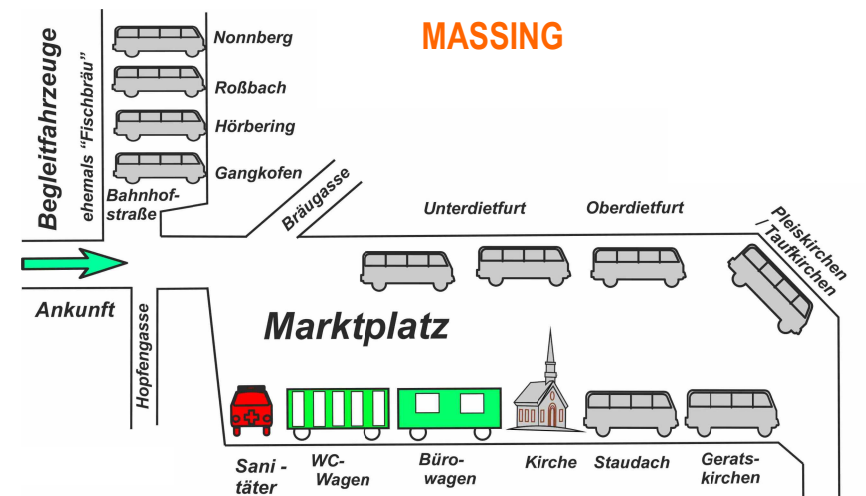 MASSING
Begleitfahrzeuge
ehemals “Fischbräu”
Nonnberg
Roßbach
Hörbering
Gangkofen
Bahnhof-
straße
Bräugasse
Unterdietfurt
Oberdietfurt
Pleiskirchen
/ Taufkirchen
Ankunft
Hopfengasse
Marktplatz
Sani -
täter
WC-
Wagen
Büro-
wagen
Kirche
Staudach
Gerats-
kirchen